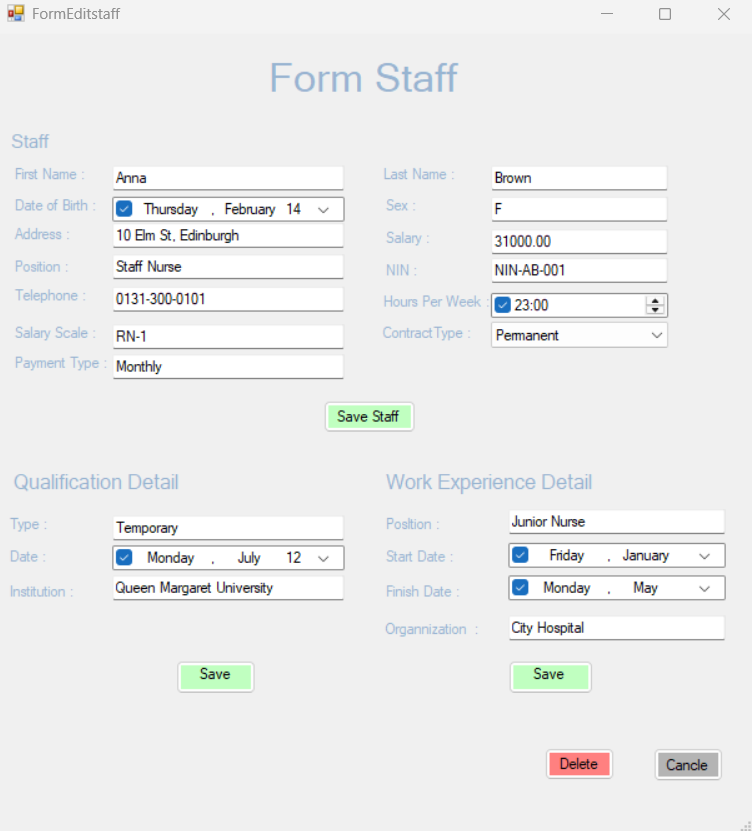 FormEditstaff
Form Staff
Staff
First Name : Anna Last Name : Brown
Date of Birth : Thursday , February 14 Sex : F
Address : 10 Elm St, Edinburgh Salary : 31000.00
Position : Staff Nurse NIN : NIN-AB-001
Telephone : 0131-300-0101 Hours Per Week : 23:00
Salary Scale : RN-1 ContractType : Permanent
Payment Type : Monthly
Save Staff
Qualification Detail Work Experience Detail
Type : Temporary Position : Junior Nurse
Date : Monday , July 12 Start Date : Friday , January
Institution : Queen Margaret University Finish Date : Monday , May
Organnization : City Hospital
Save Save
Delete Cancle